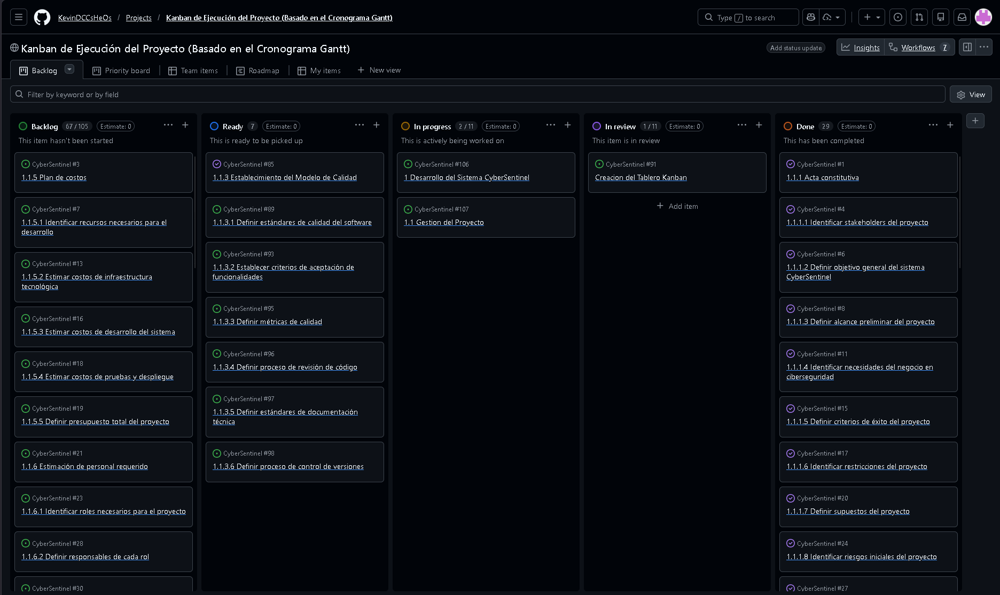 KevinDCCsHeOs / Projects / Kanban de Ejecución del Proyecto (Basado en el Cronograma Gantt)
Type / to search
Kanban de Ejecución del Proyecto (Basado en el Cronograma Gantt)
Add status update
Insights
Workflows 7
Backlog
Priority board
Team items
Roadmap
My items
New view
Filter by keyword or by field
View
Backlog 67 / 105 Estimate: 0
This item hasn't been started
CyberSentinel #3
1.1.5 Plan de costos
CyberSentinel #7
1.1.5.1 Identificar recursos necesarios para el
desarrollo
CyberSentinel #13
1.1.5.2 Estimar costos de infraestructura
tecnológica
CyberSentinel #16
1.1.5.3 Estimar costos de desarrollo del sistema
CyberSentinel #18
1.1.5.4 Estimar costos de pruebas y despliegue
CyberSentinel #19
1.1.5.5 Definir presupuesto total del proyecto
CyberSentinel #21
1.1.6 Estimación de personal requerido
CyberSentinel #23
1.1.6.1 Identificar roles necesarios para el proyecto
CyberSentinel #28
1.1.6.2 Definir responsables de cada rol
CyberSentinel #30
Ready 7 Estimate: 0
This is ready to be picked up
CyberSentinel #85
1.1.3 Establecimiento del Modelo de Calidad
CyberSentinel #89
1.1.3.1 Definir estándares de calidad del software
CyberSentinel #93
1.1.3.2 Establecer criterios de aceptación de
funcionalidades
CyberSentinel #95
1.1.3.3 Definir métricas de calidad
CyberSentinel #96
1.1.3.4 Definir proceso de revisión de código
CyberSentinel #97
1.1.3.5 Definir estándares de documentación
técnica
CyberSentinel #98
1.1.3.6 Definir proceso de control de versiones
In progress 2 / 11 Estimate: 0
This is actively being worked on
CyberSentinel #106
1 Desarrollo del Sistema CyberSentinel
CyberSentinel #107
1.1 Gestion del Proyecto
In review 1 / 11 Estimate: 0
This item is in review
CyberSentinel #91
Creacion del Tablero Kanban
Add item
Done 29 Estimate: 0
This has been completed
CyberSentinel #1
1.1.1 Acta constitutiva
CyberSentinel #4
1.1.1.1 Identificar stakeholders del proyecto
CyberSentinel #6
1.1.1.2 Definir objetivo general del sistema
CyberSentinel
CyberSentinel #8
1.1.1.3 Definir alcance preliminar del proyecto
CyberSentinel #11
1.1.1.4 Identificar necesidades del negocio en
ciberseguridad
CyberSentinel #15
1.1.1.5 Definir criterios de éxito del proyecto
CyberSentinel #17
1.1.1.6 Identificar restricciones del proyecto
CyberSentinel #20
1.1.1.7 Definir supuestos del proyecto
CyberSentinel #24
1.1.1.8 Identificar riesgos iniciales del proyecto
CyberSentinel #27